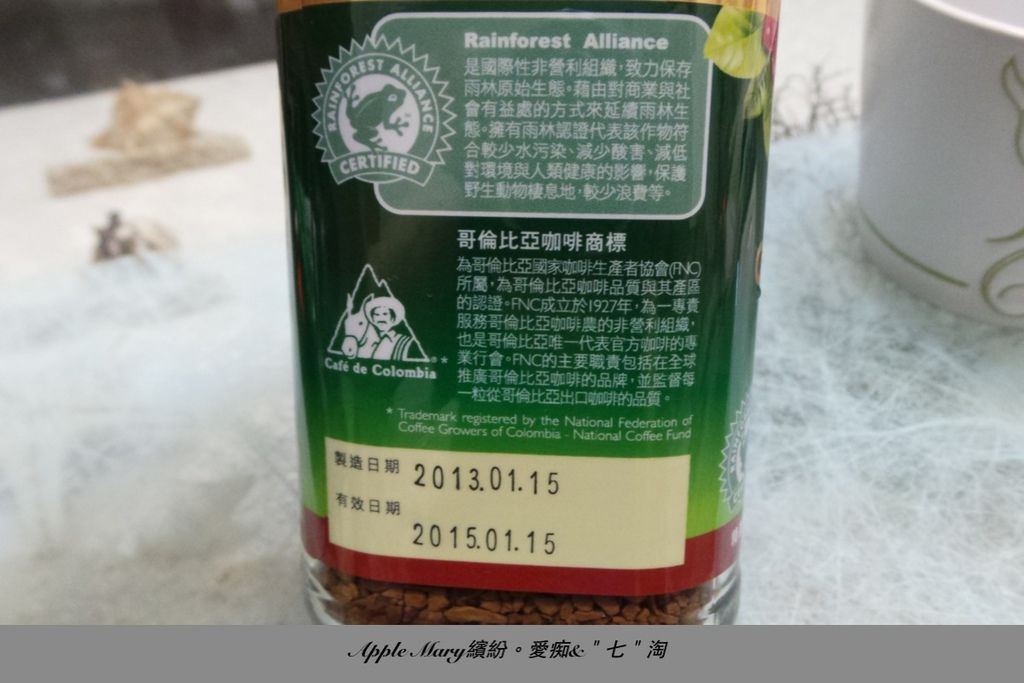 Rainforest Alliance
是國際性非營利組織，致力保存
雨林原始生態。藉由對商業與社
會有益處的方式來延續雨林生
態。擁有雨林認證代表該作物符
合較少水污染、減少酸害、減低
對環境與人類健康的影響，保護
野生動物棲息地，較少浪費等。
RAINFOREST ALLIANCE
CERTIFIED
哥倫比亞咖啡商標
為哥倫比亞國家咖啡生產者協會(FNC)
所屬，為哥倫比亞咖啡品質與其產區
的認證。FNC成立於1927年，為一專責
服務哥倫比亞咖啡農的非營利組織，
也是哥倫比亞唯一代表官方咖啡的專
業行會。FNC的主要職責包括在全球
推廣哥倫比亞咖啡的品牌，並監督每
一粒從哥倫比亞出口咖啡的品質。
®*
Café de Colombia
* Trademark registered by the National Federation of
Coffee Growers of Colombia - National Coffee Fund
製造日期 2013.01.15
有效日期 2015.01.15
Apple Mary繽紛。愛痴&＂七＂淘